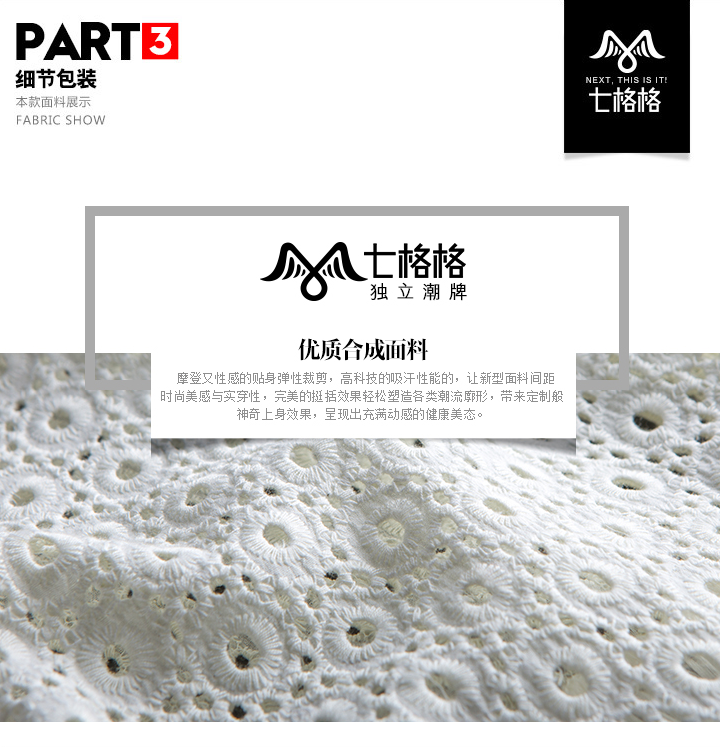 PART3
细节包装
本款面料展示
FABRIC SHOW
NEXT, THIS IS IT!
七格格
七格格
独立潮牌
优质合成面料
摩登又性感的贴身弹性裁剪，高科技的吸汗性能的，让新型面料间距
时尚美感与实穿性，完美的挺括效果轻松塑造各类潮流廓形，带来定制般
神奇上身效果，呈现出充满动感的健康美态。